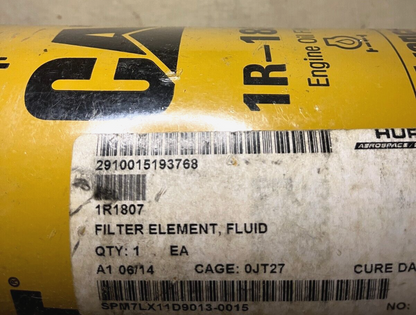 CA
1R-18
Engine Oil F
HUR
AEROSPACE
2910015193768
1R1807
FILTER ELEMENT, FLUID
QTY: 1 EA
A1 06/14 CAGE: 0JT27 CURE DA
SPM7LX11D9013-0015 NO: